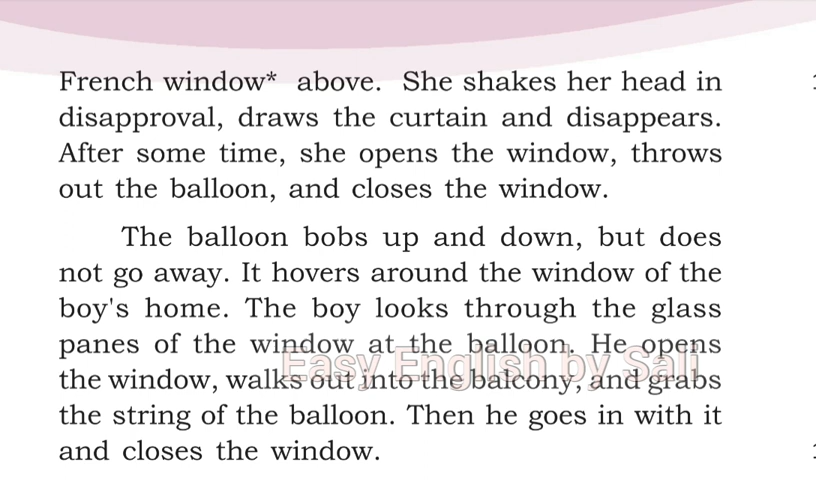 French window* above. She shakes her head in
disapproval, draws the curtain and disappears.
After some time, she opens the window, throws
out the balloon, and closes the window.
The balloon bobs up and down, but does
not go away. It hovers around the window of the
boy's home. The boy looks through the glass
panes of the window at the balloon. He opens
Easy English by Sali
the window, walks out into the balcony, and grabs
the string of the balloon. Then he goes in with it
and closes the window.